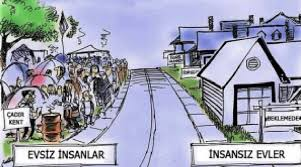 ÇADIR
KENT
BEKLEMEDE
EVSİZ İNSANLAR
İNSANSIZ EVLER